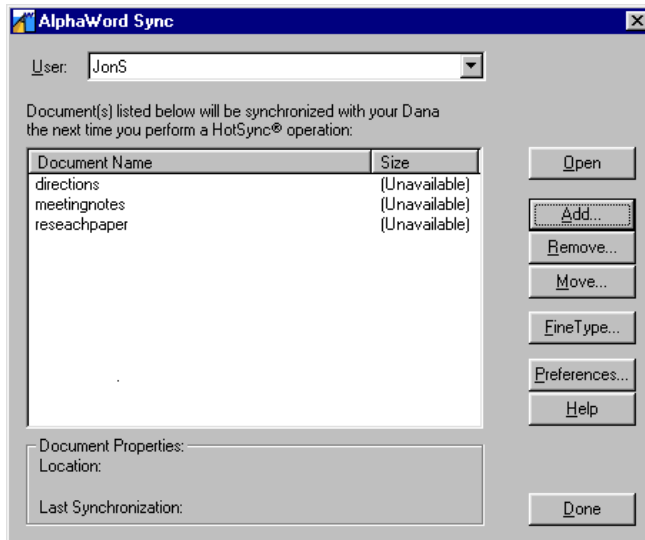 AlphaWord Sync
User: JonS
Document(s) listed below will be synchronized with your Dana
the next time you perform a HotSync® operation:
Document Name Size
directions (Unavailable)
meetingnotes (Unavailable)
reseachpaper (Unavailable)
Open
Add...
Remove...
Move...
FineType...
Preferences...
Help
Document Properties:
Location:
Last Synchronization:
Done